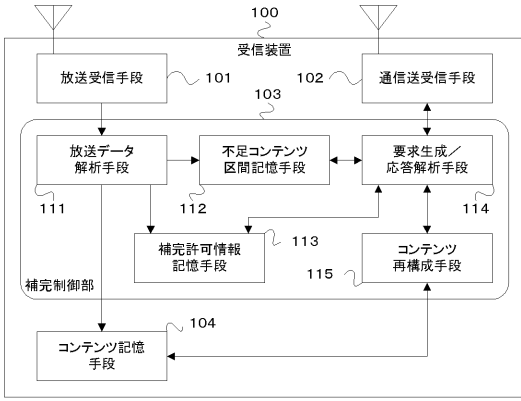 100
受信装置
放送受信手段
101
102
通信送受信手段
103
放送データ
解析手段
111
不足コンテンツ
区間記憶手段
112
要求生成／
応答解析手段
114
補完許可情報
記憶手段
113
コンテンツ
再構成手段
115
補完制御部
104
コンテンツ記憶
手段